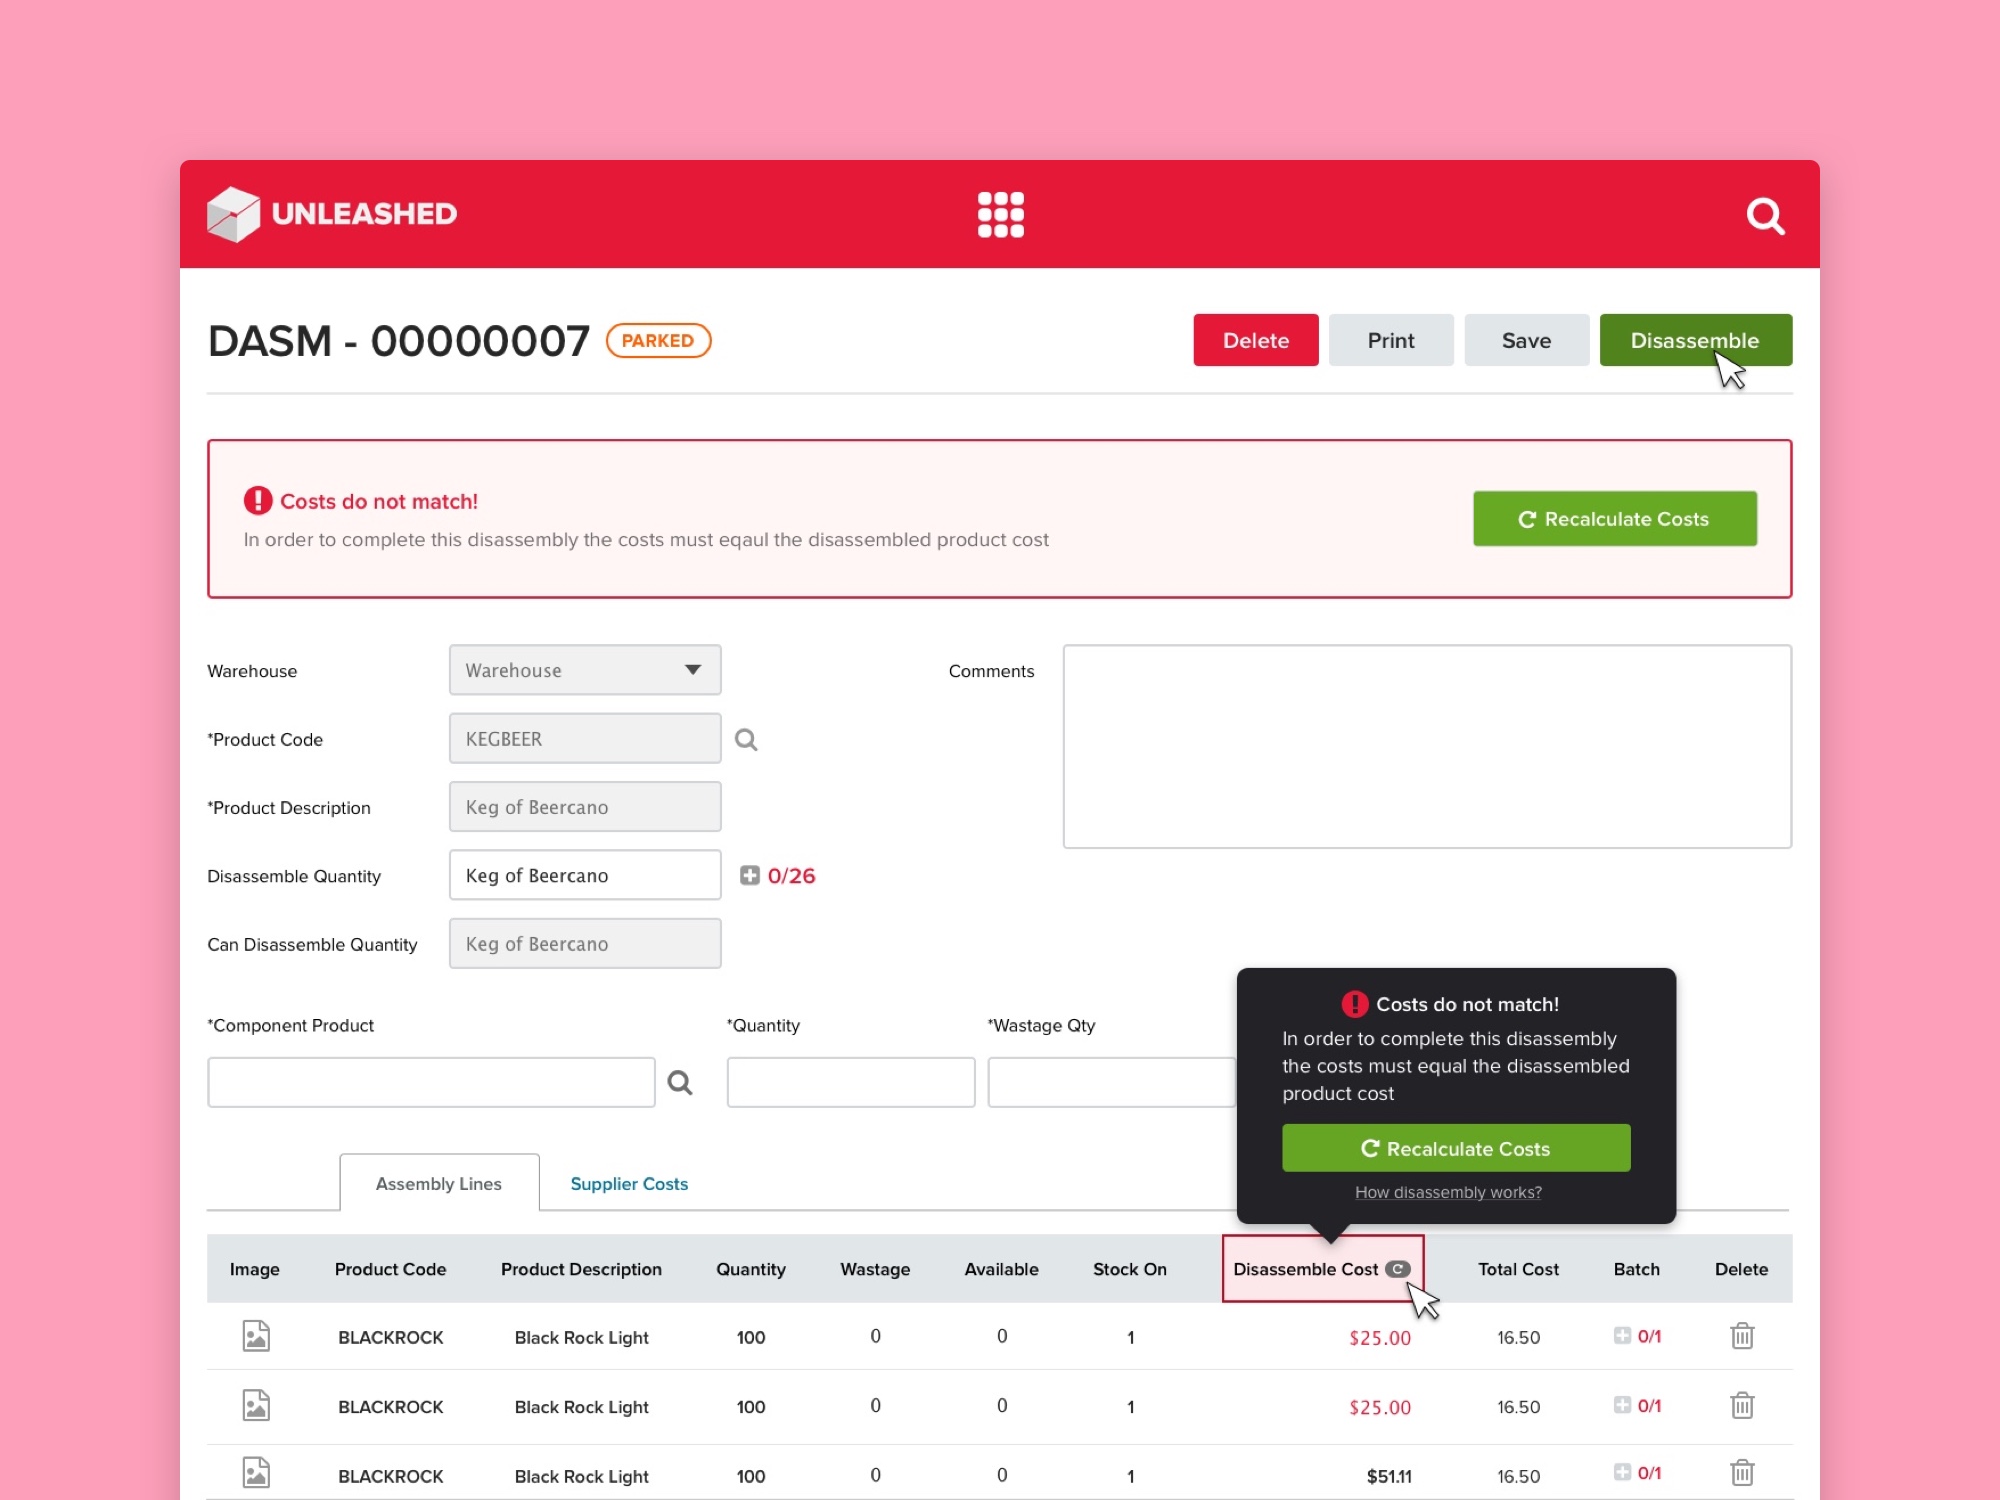 UNLEASHED
DASM - 00000007 PARKED
Delete Print Save Disassemble
Costs do not match!
In order to complete this disassembly the costs must eqaul the disassembled product cost
Recalculate Costs
Warehouse Warehouse Comments
*Product Code KEGBEER
*Product Description Keg of Beercano
Disassemble Quantity Keg of Beercano 0/26
Can Disassemble Quantity Keg of Beercano
*Component Product *Quantity *Wastage Qty
Costs do not match!
In order to complete this disassembly
the costs must equal the disassembled
product cost
Recalculate Costs
How disassembly works?
Assembly Lines Supplier Costs
Image Product Code Product Description Quantity Wastage Available Stock On Disassemble Cost Total Cost Batch Delete
BLACKROCK Black Rock Light 100 0 0 1 $25.00 16.50 0/1
BLACKROCK Black Rock Light 100 0 0 1 $25.00 16.50 0/1
BLACKROCK Black Rock Light 100 0 0 1 $51.11 16.50 0/1